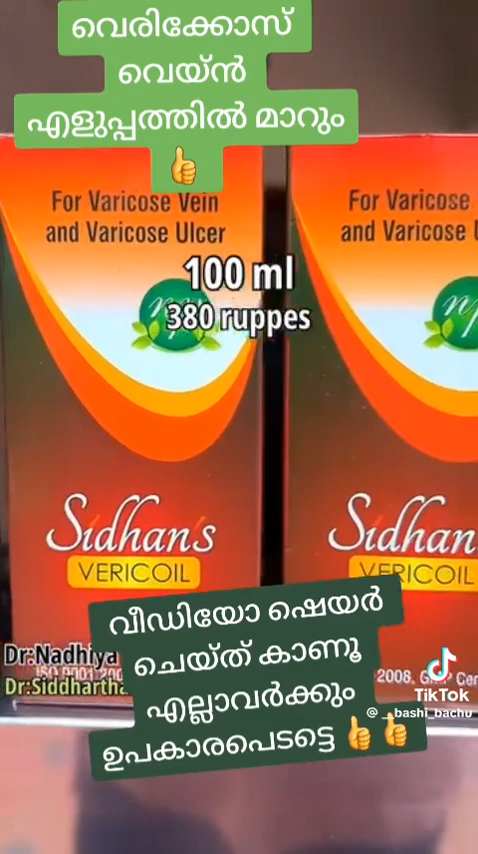 വെരിക്കോസ്
വെയ്ൻ
എളുപ്പത്തിൽ മാറും
👍
For Varicose Vein
and Varicose Ulcer
For Varicose
and Varicose U
100 ml
380 ruppes
Sidhan's
VERICOIL
Sidhan
VERICOIL
വീഡിയോ ഷെയർ
ചെയ്ത് കാണൂ
എല്ലാവർക്കും
ഉപകാരപെടട്ടെ 👍 👍
Dr:Nadhiya
Dr:Siddhartha
TikTok